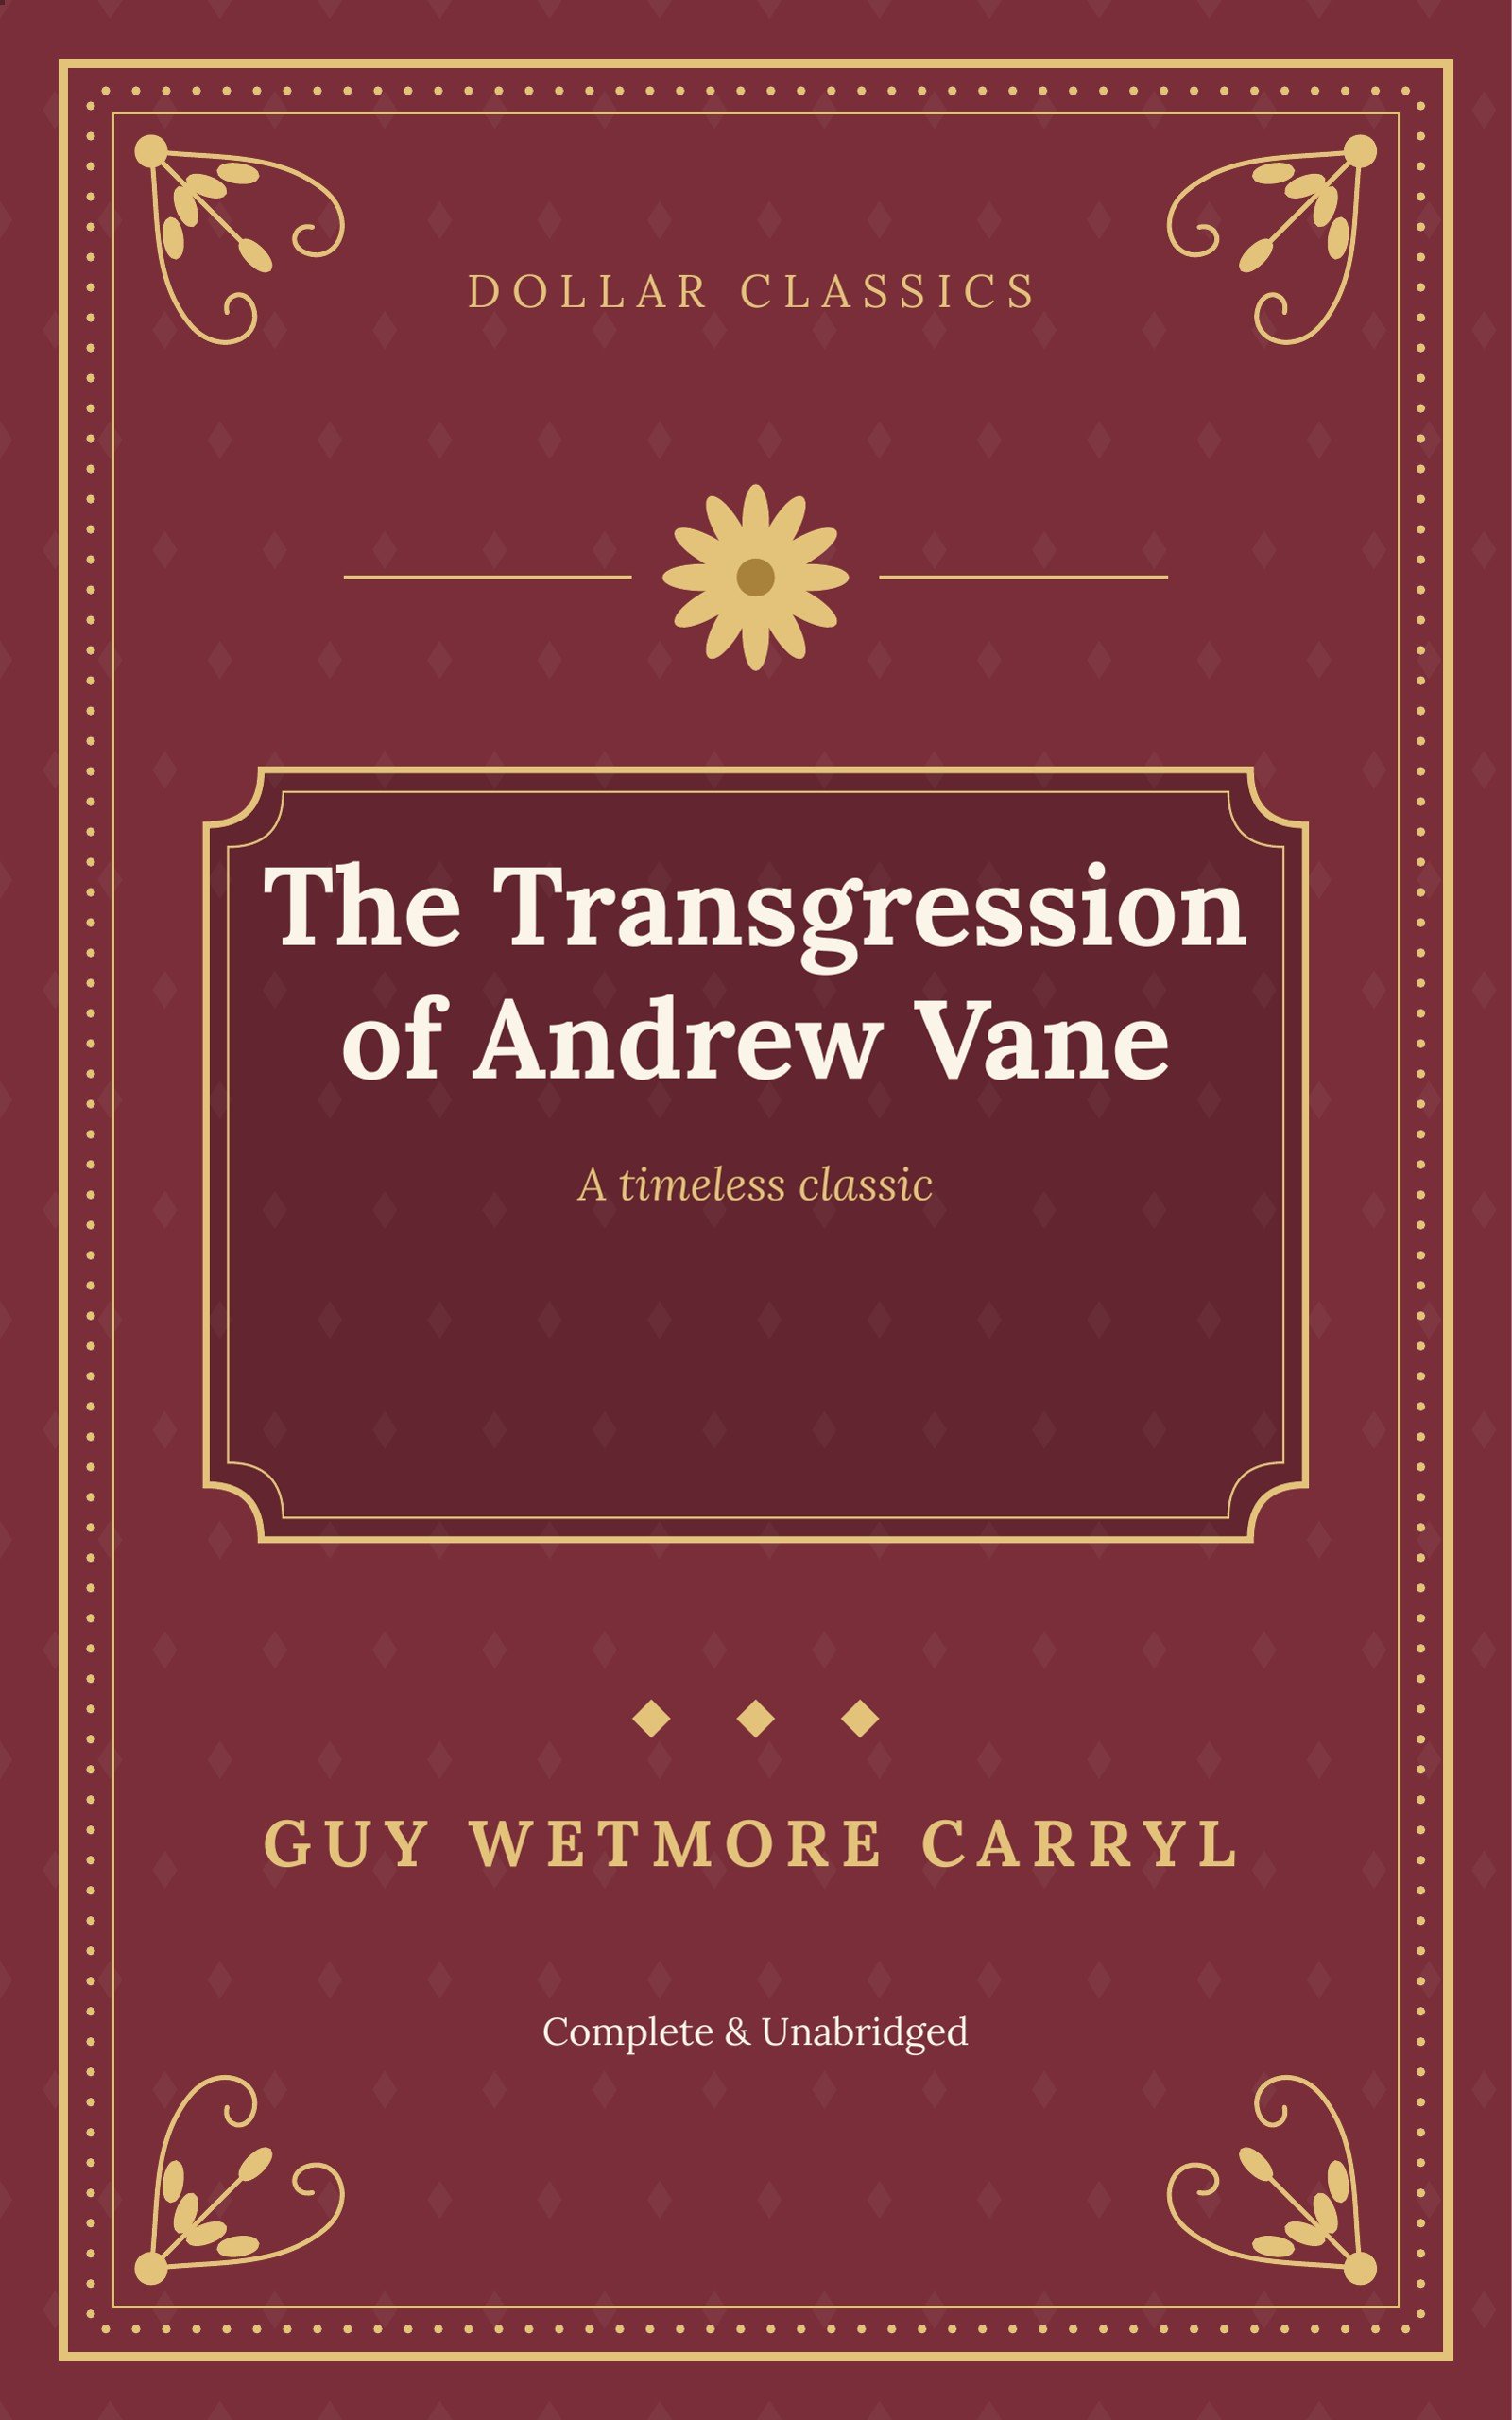 DOLLAR CLASSICS
The Transgression
of Andrew Vane
A timeless classic
GUY WETMORE CARRYL
Complete & Unabridged